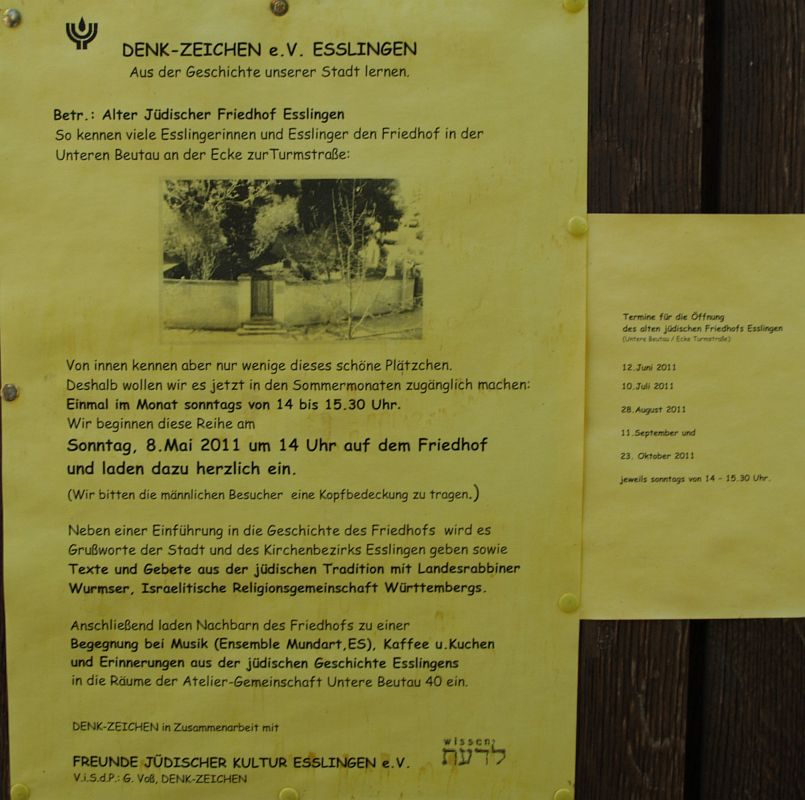 DENK-ZEICHEN e.V. ESSLINGEN
Aus der Geschichte unserer Stadt lernen.
Betr.: Alter Jüdischer Friedhof Esslingen
So kennen viele Esslingerinnen und Esslinger den Friedhof in der
Unteren Beutau an der Ecke zurTurmstraße:
Von innen kennen aber nur wenige dieses schöne Plätzchen.
Deshalb wollen wir es jetzt in den Sommermonaten zugänglich machen:
Einmal im Monat sonntags von 14 bis 15.30 Uhr.
Wir beginnen diese Reihe am
Sonntag, 8.Mai 2011 um 14 Uhr auf dem Friedhof
und laden dazu herzlich ein.
(Wir bitten die männlichen Besucher eine Kopfbedeckung zu tragen.)
Neben einer Einführung in die Geschichte des Friedhofs wird es
Grußworte der Stadt und des Kirchenbezirks Esslingen geben sowie
Texte und Gebete aus der jüdischen Tradition mit Landesrabbiner
Wurmser, Israelitische Religionsgemeinschaft Württembergs.
Anschließend laden Nachbarn des Friedhofs zu einer
Begegnung bei Musik (Ensemble Mundart,ES), Kaffee u.Kuchen
und Erinnerungen aus der jüdischen Geschichte Esslingens
in die Räume der Atelier-Gemeinschaft Untere Beutau 40 ein.
DENK-ZEICHEN in Zusammenarbeit mit
FREUNDE JÜDISCHER KULTUR ESSLINGEN e.V.
V.i.S.d.P.: G. Voß, DENK-ZEICHEN
wissen:
לדעת
Termine für die Öffnung
des alten jüdischen Friedhofs Esslingen
(Untere Beutau / Ecke Turmstraße)
12.Juni 2011
10.Juli 2011
28.August 2011
11.September und
23. Oktober 2011
jeweils sonntags von 14 - 15.30 Uhr.